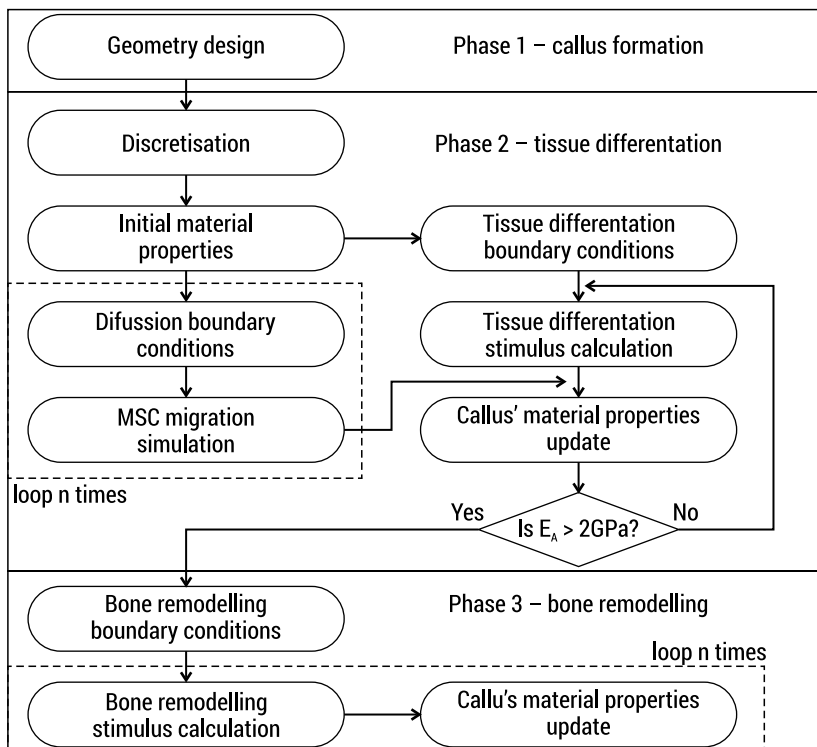 Geometry design
Phase 1 – callus formation
Discretisation
Phase 2 – tissue differentation
Initial material
properties
Tissue differentation
boundary conditions
Difussion boundary
conditions
Tissue differentation
stimulus calculation
MSC migration
simulation
Callus' material properties
update
loop n times
Yes
Is E_A > 2GPa?
No
Bone remodelling
boundary conditions
Phase 3 – bone remodelling
loop n times
Bone remodelling
stimulus calculation
Callu's material properties
update